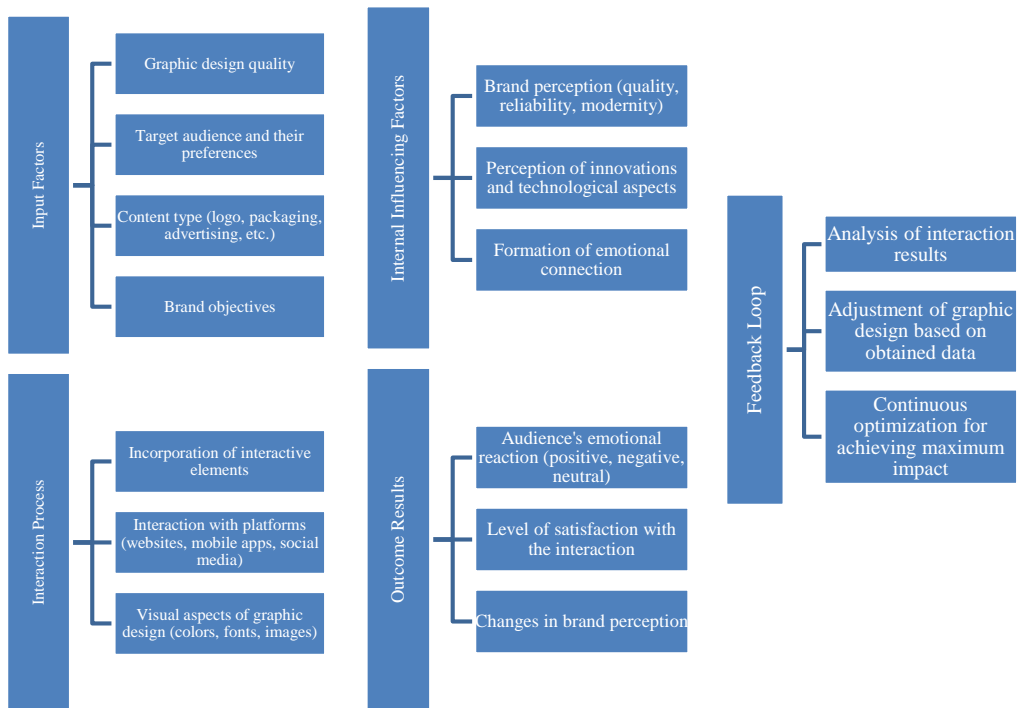 Input Factors
Graphic design quality
Target audience and their
preferences
Content type (logo, packaging,
advertising, etc.)
Brand objectives
Internal Influencing Factors
Brand perception (quality,
reliability, modernity)
Perception of innovations
and technological aspects
Formation of emotional
connection
Interaction Process
Incorporation of interactive
elements
Interaction with platforms
(websites, mobile apps, social
media)
Visual aspects of graphic
design (colors, fonts, images)
Outcome Results
Audience's emotional
reaction (positive, negative,
neutral)
Level of satisfaction with
the interaction
Changes in brand perception
Feedback Loop
Analysis of interaction
results
Adjustment of graphic
design based on
obtained data
Continuous
optimization for
achieving maximum
impact